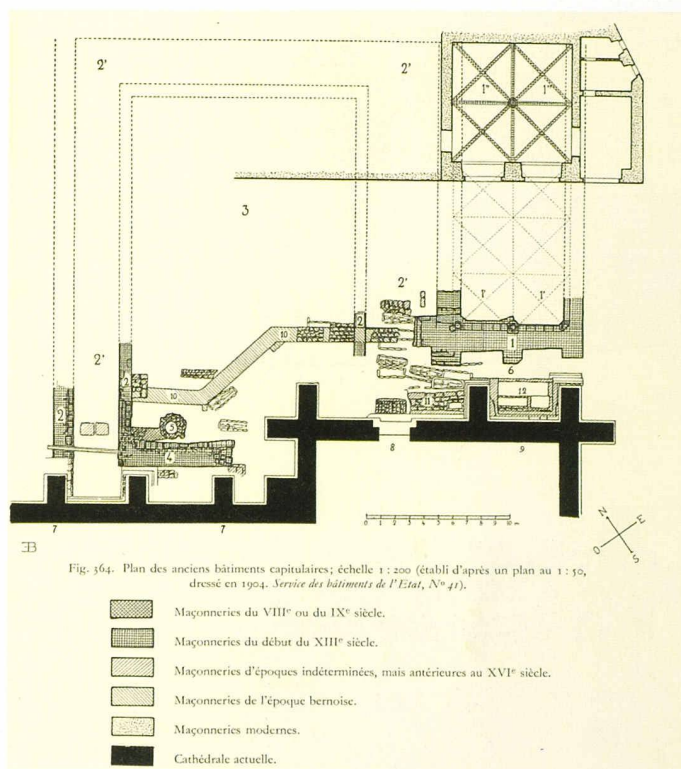 2'
2'
1''
1'''
3
2'
1'
1'
2
1
10
6
2'
2
10
12
2
5
11
4
8
9
7
7
0 1 2 3 4 5 6 7 8 9 10 m
N
E
O
S
EB
Fig. 364. Plan des anciens bâtiments capitulaires; échelle 1 : 200 (établi d'après un plan au 1 : 50,
dressé en 1904. Service des bâtiments de l'Etat, Nº 41).
Maçonneries du VIIIe ou du IXe siècle.
Maçonneries du début du XIIIe siècle.
Maçonneries d'époques indéterminées, mais antérieures au XVIe siècle.
Maçonneries de l'époque bernoise.
Maçonneries modernes.
Cathédrale actuelle.